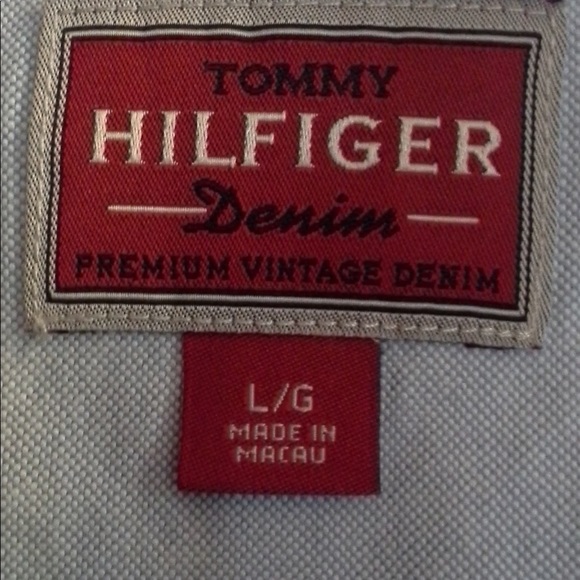 TOMMY
HILFIGER
Denim
PREMIUM VINTAGE DENIM
L/G
MADE IN
MACAU